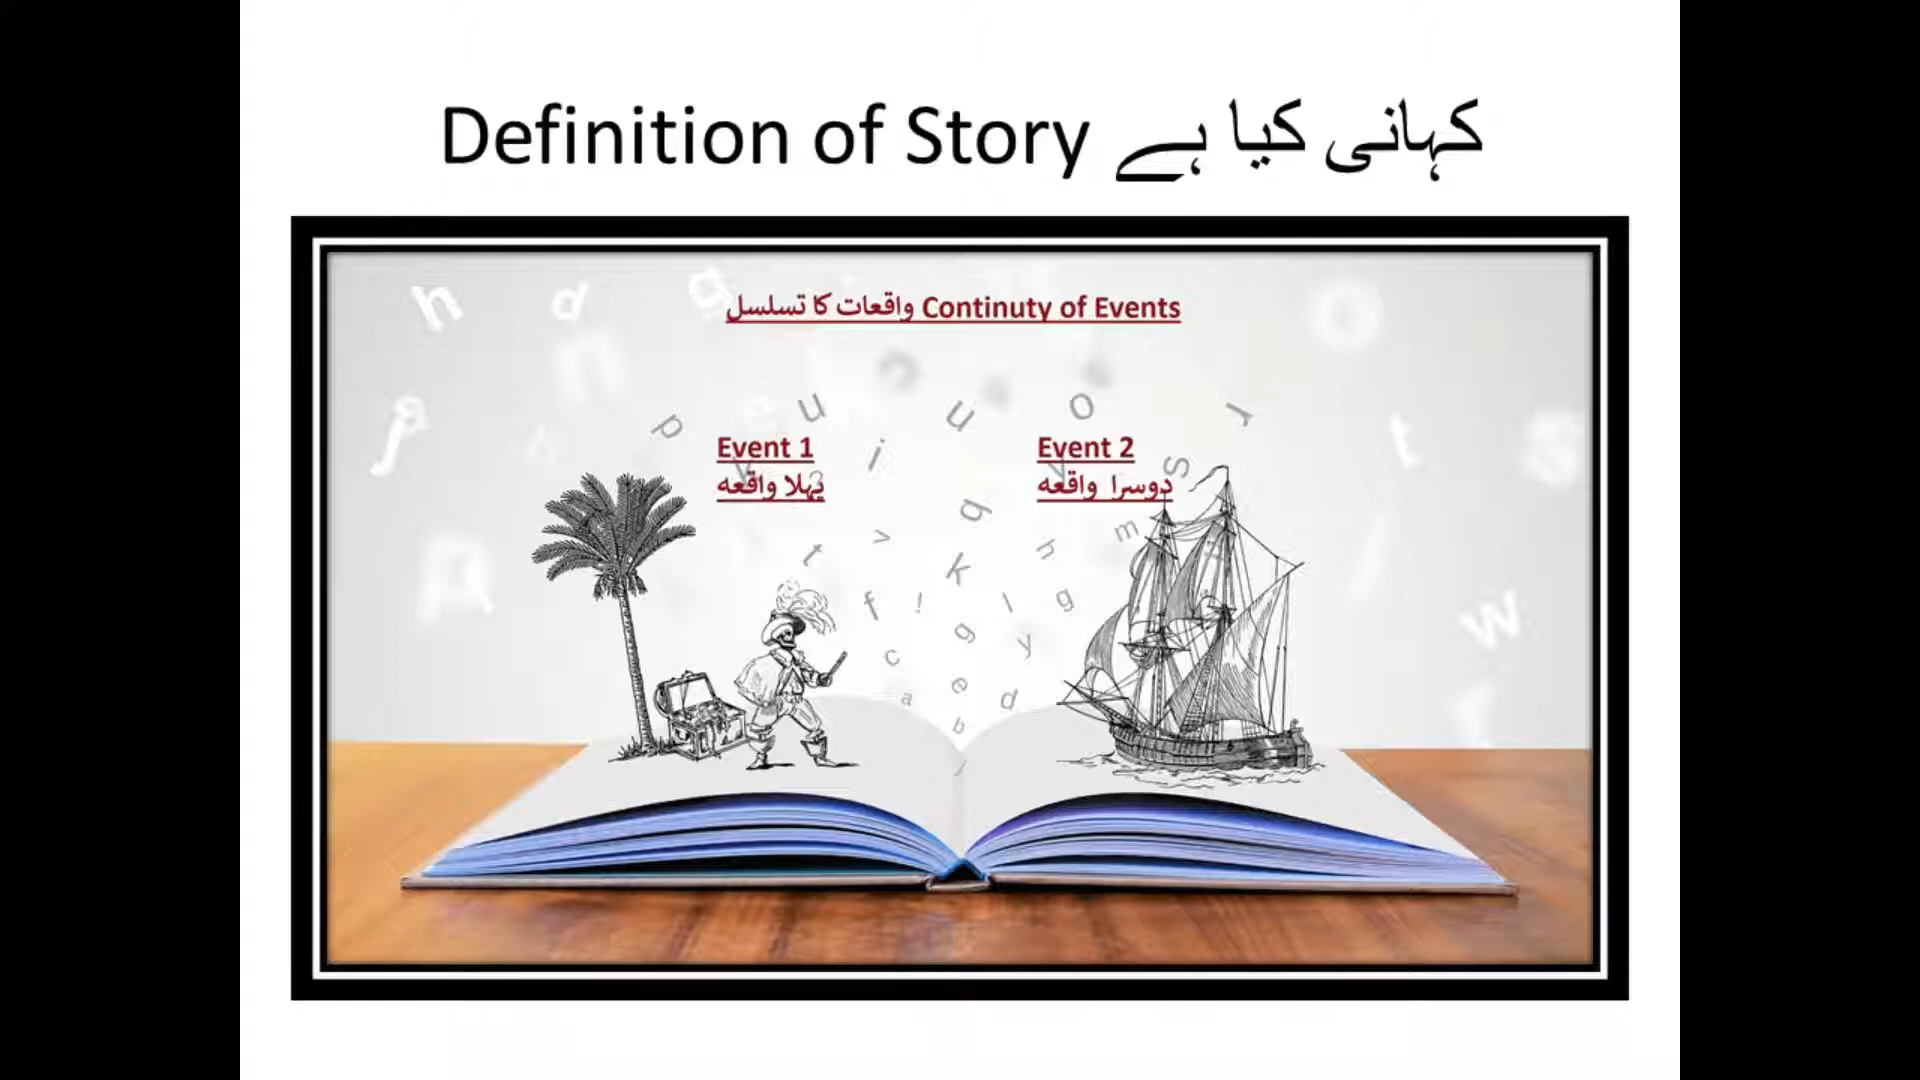 Definition of Story کہانی کیا ہے
واقعات کا تسلسل Continuty of Events
Event 1
پہلا واقعہ
Event 2
دوسرا واقعہ